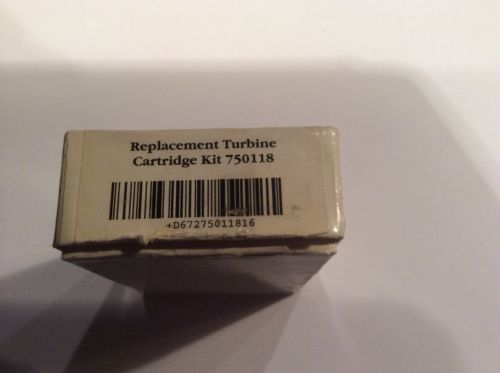 Replacement Turbine
Cartridge Kit 750118
+D67275011816